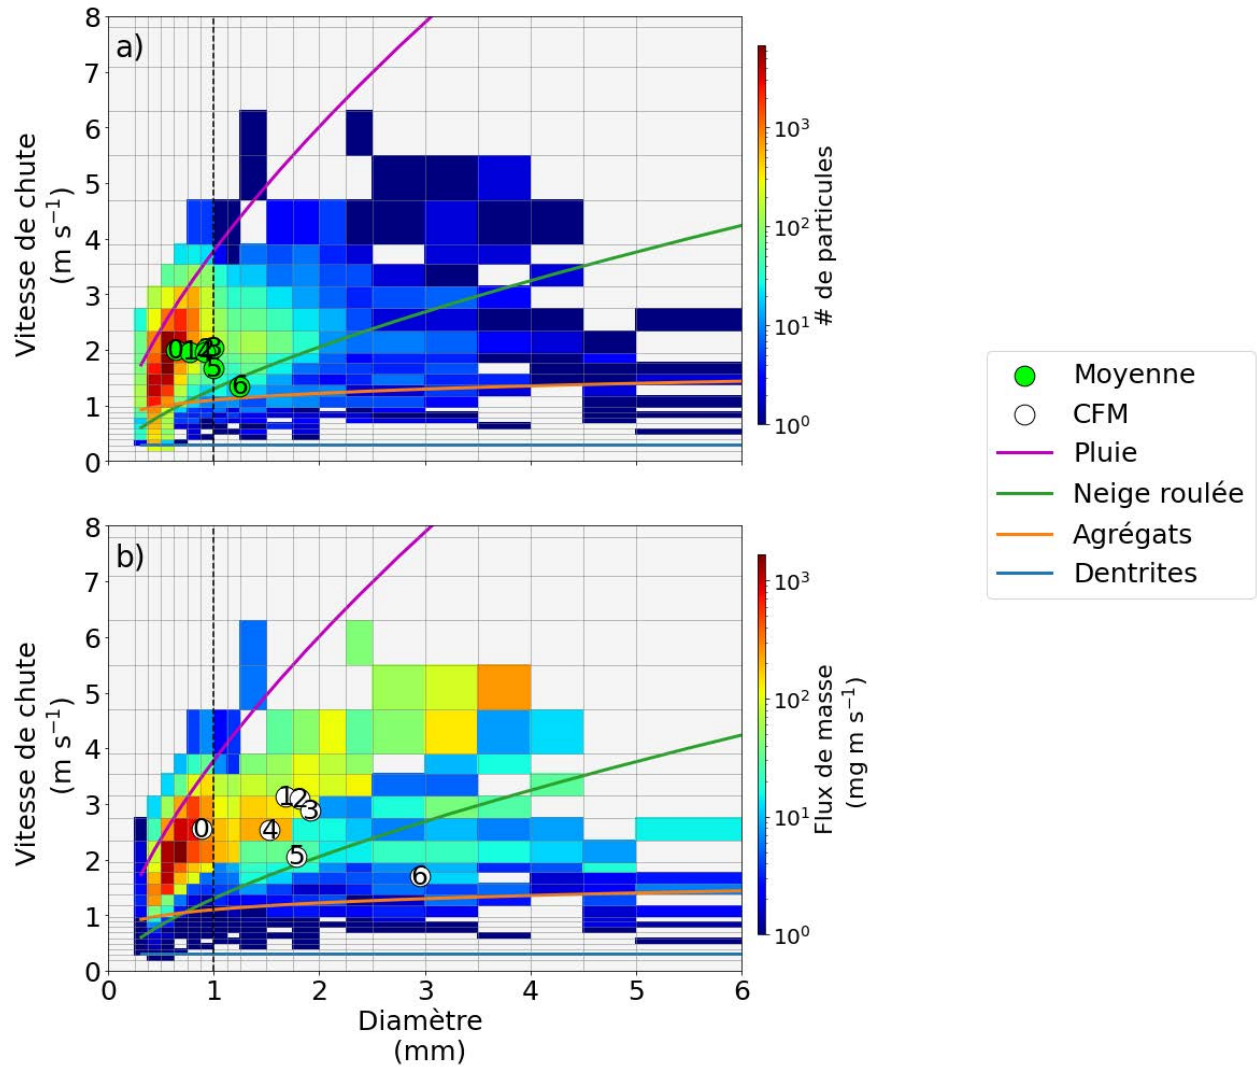 a)
8
7
6
5
4
3
2
1
0
Vitesse de chute
(m s⁻¹)
0
1
2
4
3
5
6
10³
10²
10¹
10⁰
# de particules
b)
8
7
6
5
4
3
2
1
0
Vitesse de chute
(m s⁻¹)
0
1
2
3
4
5
6
10³
10²
10¹
10⁰
Flux de masse
(mg m s⁻¹)
0 1 2 3 4 5 6
Diamètre
(mm)
Moyenne
CFM
Pluie
Neige roulée
Agrégats
Dentrites